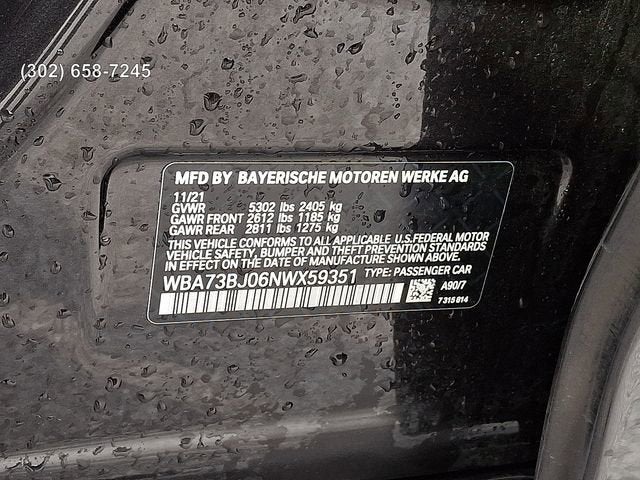 (302) 658-7245
MFD BY BAYERISCHE MOTOREN WERKE AG
11/21
GVWR 5302 lbs 2405 kg
GAWR FRONT 2612 lbs 1185 kg
GAWR REAR 2811 lbs 1275 kg
THIS VEHICLE CONFORMS TO ALL APPLICABLE U.S.FEDERAL MOTOR
VEHICLE SAFETY, BUMPER AND THEFT PREVENTION STANDARDS
IN EFFECT ON THE DATE OF MANUFACTURE SHOWN ABOVE.
WBA73BJ06NWX59351 TYPE: PASSENGER CAR
A90/7
7 315 814